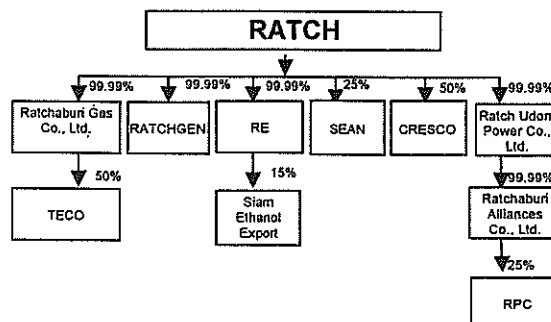 RATCH
99.99%
99.99%
99.99%
25%
50%
99.99%
Ratchaburi Gas
Co., Ltd.
RATCHGEN
RE
SEAN
CRESCO
Ratch Udom
Power Co.,
Ltd.
50%
15%
99.99%
TECO
Siam
Ethanol
Export
Ratchaburi
Alliances
Co., Ltd.
25%
RPC